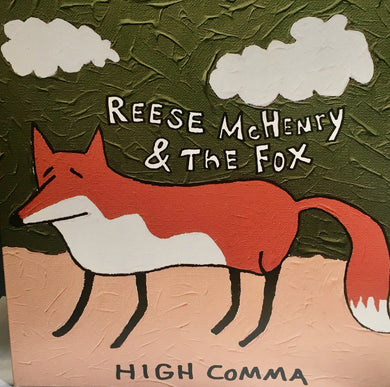 REESE McHENRY
& THE FOX
HIGH COMMA